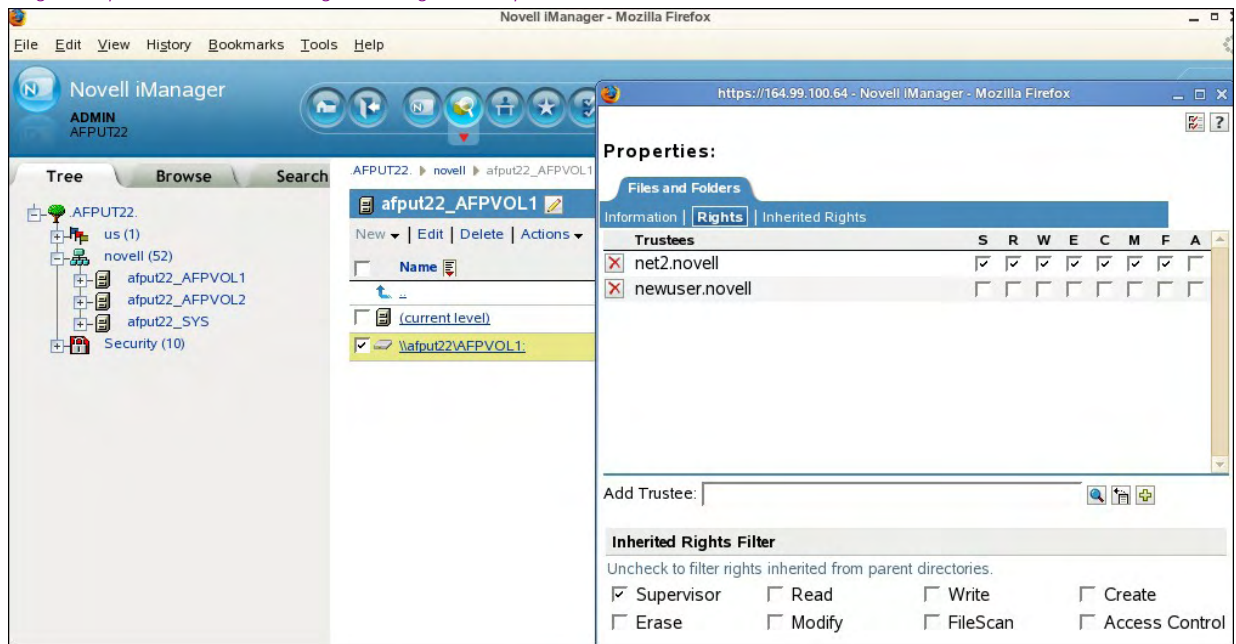 Novell iManager - Mozilla Firefox
File Edit View History Bookmarks Tools Help
N
Novell iManager
ADMIN
AFPUT22
Tree Browse Search
.AFPUT22.
us (1)
novell (52)
afput22_AFPVOL1
afput22_AFPVOL2
afput22_SYS
Security (10)
.AFPUT22. novell afput22_AFPVOL1
afput22_AFPVOL1
New Edit | Delete | Actions
Name
..
(current level)
\\afput22\AFPVOL1:
https://164.99.100.64 - Novell iManager - Mozilla Firefox
?
Properties:
Files and Folders
Information | Rights | Inherited Rights
Trustees S R W E C M F A
net2.novell
newuser.novell
Add Trustee:
Inherited Rights Filter
Uncheck to filter rights inherited from parent directories.
Supervisor Read Write Create
Erase Modify FileScan Access Control